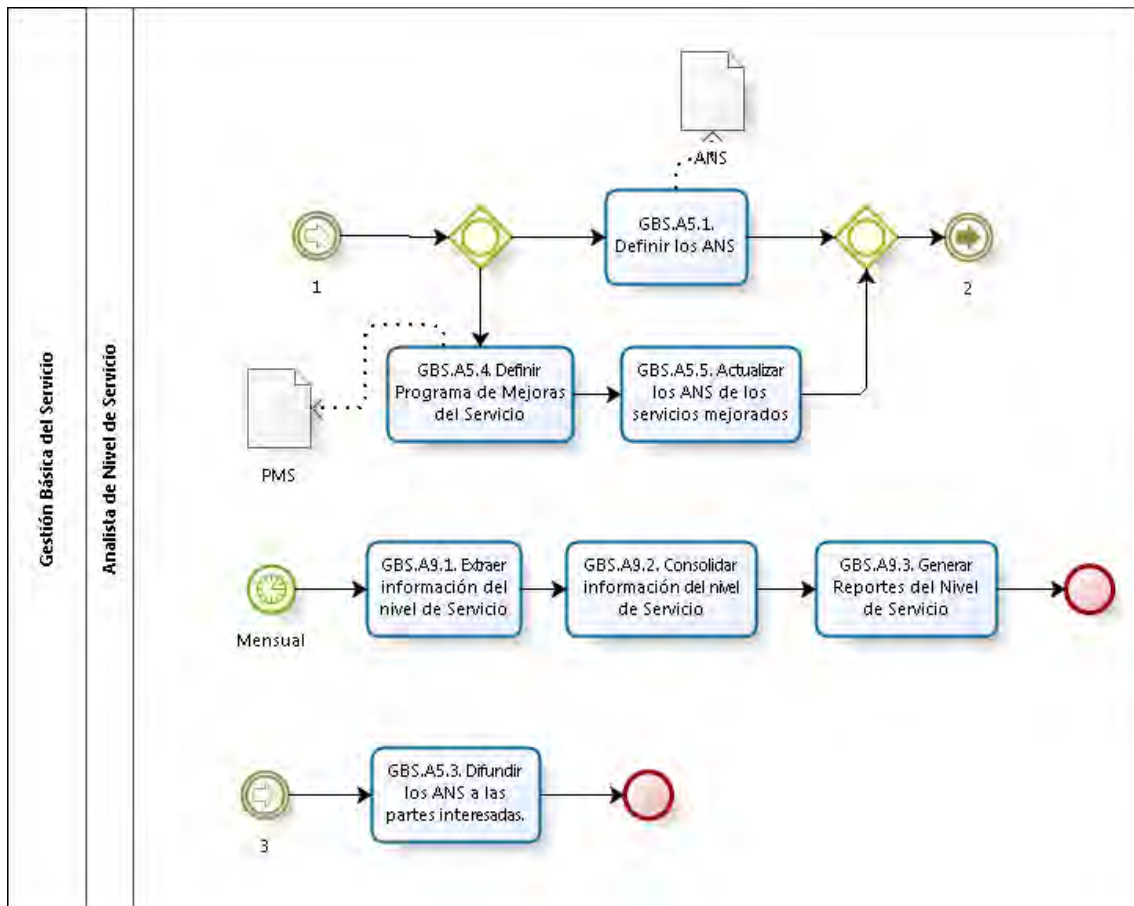 Gestión Básica del Servicio
Analista de Nivel de Servicio
ANS
GBS.A5.1.
Definir los ANS
1
2
GBS.A5.4. Definir
Programa de Mejoras
del Servicio
GBS.A5.5. Actualizar
los ANS de los
servicios mejorados
PMS
GBS.A9.1. Extraer
información del
nivel de Servicio
GBS.A9.2. Consolidar
información del nivel
de Servicio
GBS.A9.3. Generar
Reportes del Nivel
de Servicio
Mensual
GBS.A5.3. Difundir
los ANS a las
partes interesadas.
3